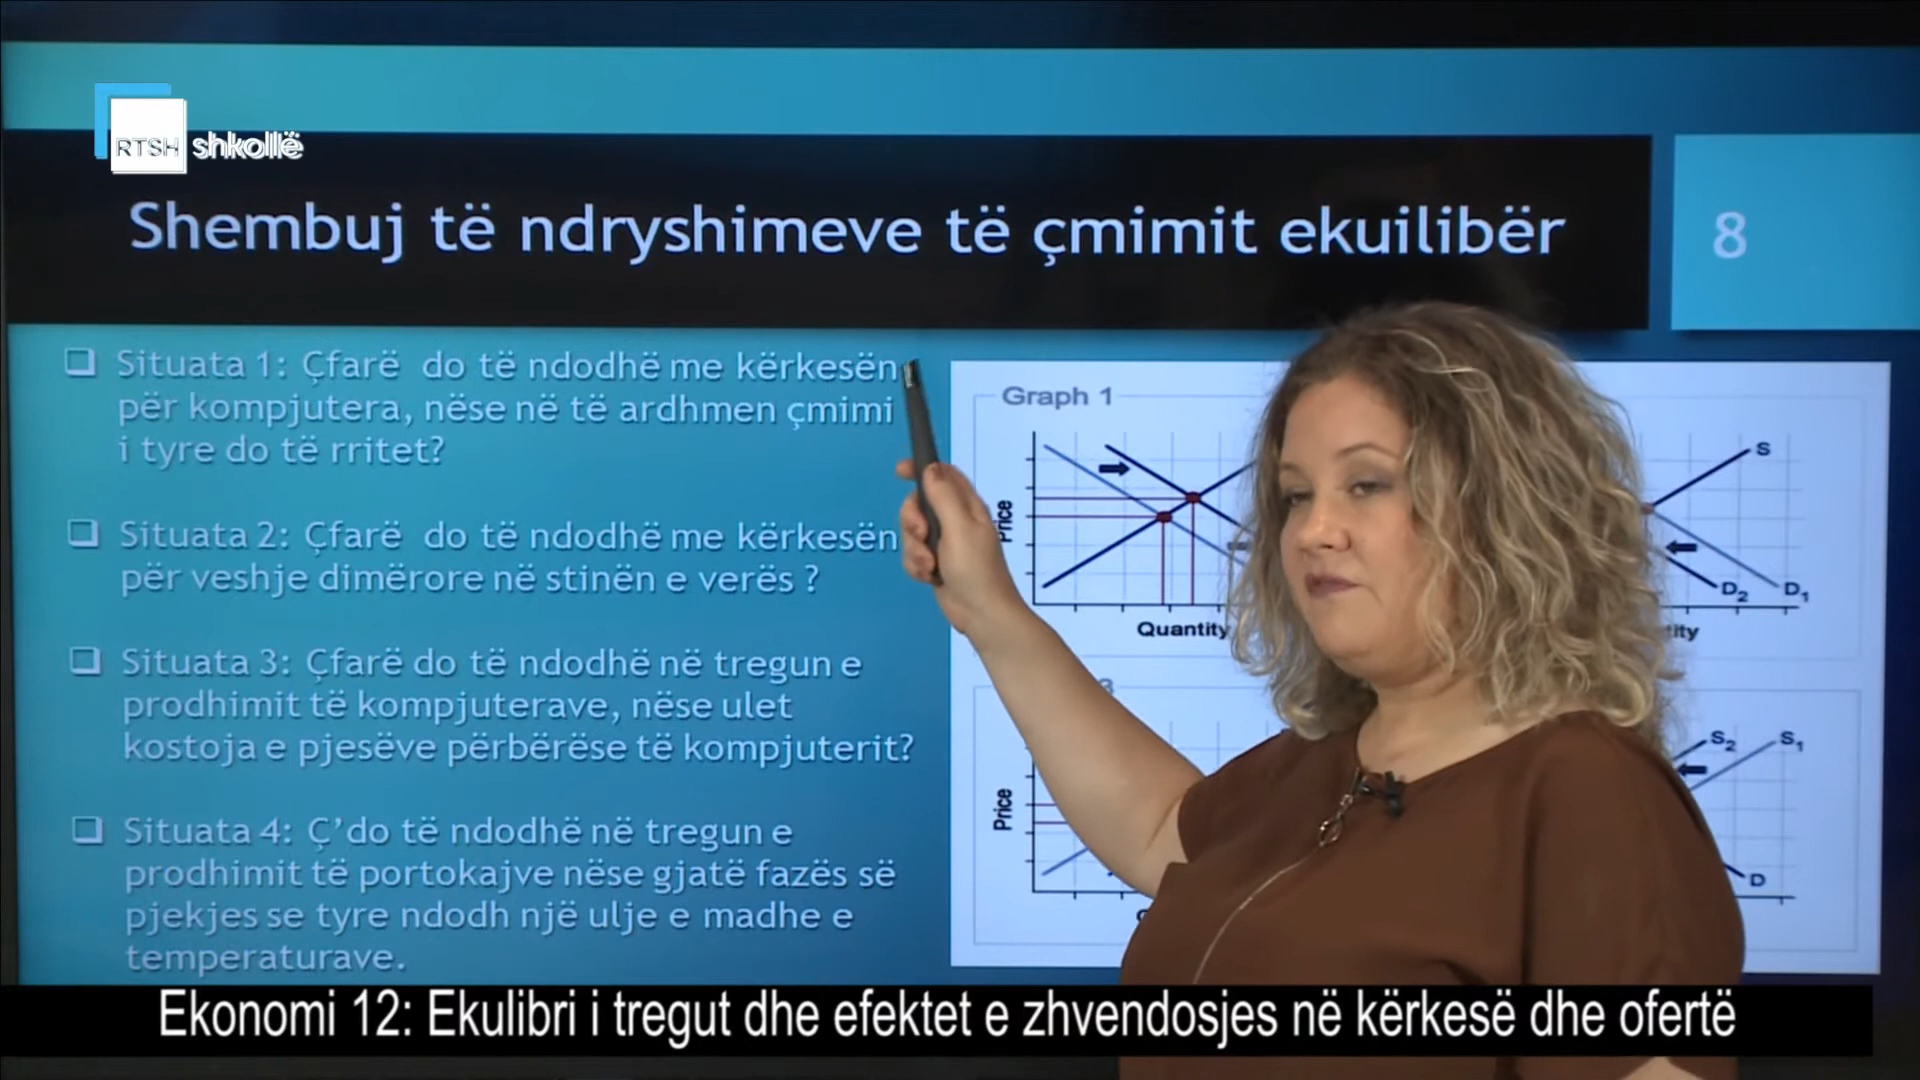 RTSH shkollë
Shembuj të ndryshimeve të çmimit ekuilibër
8
Situata 1: Çfarë do të ndodhë me kërkesën
për kompjutera, nëse në të ardhmen çmimi
i tyre do të rritet?
Situata 2: Çfarë do të ndodhë me kërkesën
për veshje dimërore në stinën e verës ?
Situata 3: Çfarë do të ndodhë në tregun e
prodhimit të kompjuterave, nëse ulet
kostoja e pjesëve përbërëse të kompjuterit?
Situata 4: Ç’do të ndodhë në tregun e
prodhimit të portokajve nëse gjatë fazës së
pjekjes se tyre ndodh një ulje e madhe e
temperaturave.
Graph 1
Price
Quantity
S
D2
D1
3
Price
S2
S1
D
Ekonomi 12: Ekulibri i tregut dhe efektet e zhvendosjes në kërkesë dhe ofertë